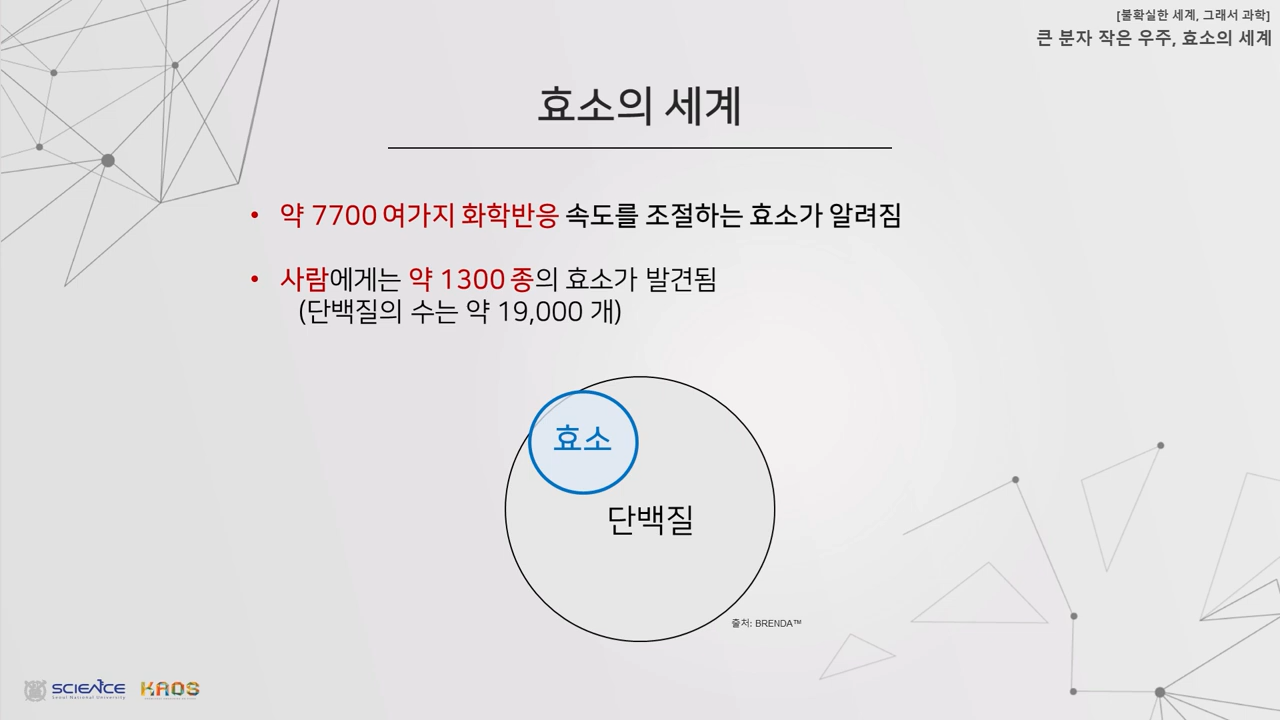 [불확실한 세계, 그래서 과학]
큰 분자 작은 우주, 효소의 세계
효소의 세계
• 약 7700 여가지 화학반응 속도를 조절하는 효소가 알려짐
• 사람에게는 약 1300 종의 효소가 발견됨
(단백질의 수는 약 19,000 개)
효소
단백질
출처: BRENDA™
SCIENCE
Seoul National University
KAOS